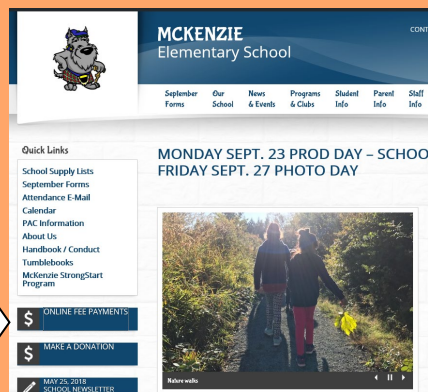 MCKENZIE
Elementary School
CONT
September Forms
Our School
News & Events
Programs & Clubs
Student Info
Parent Info
Staff Info
Quick Links
School Supply Lists
September Forms
Attendance E-Mail
Calendar
PAC Information
About Us
Handbook / Conduct
Tumblebooks
McKenzie StrongStart
Program
MONDAY SEPT. 23 PROD DAY – SCHOO
FRIDAY SEPT. 27 PHOTO DAY
Nature walks
$ ONLINE FEE PAYMENTS
$ MAKE A DONATION
MAY 25, 2018
SCHOOL NEWSLETTER